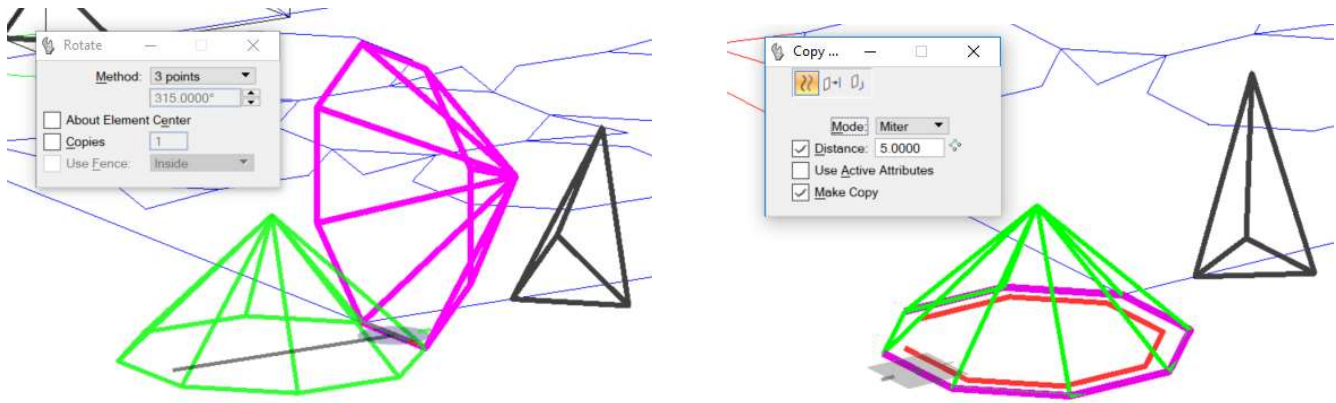 Rotate
Method: 3 points
315.0000°
About Element Center
Copies 1
Use Fence: Inside
Copy ...
Mode: Miter
Distance: 5.0000
Use Active Attributes
Make Copy